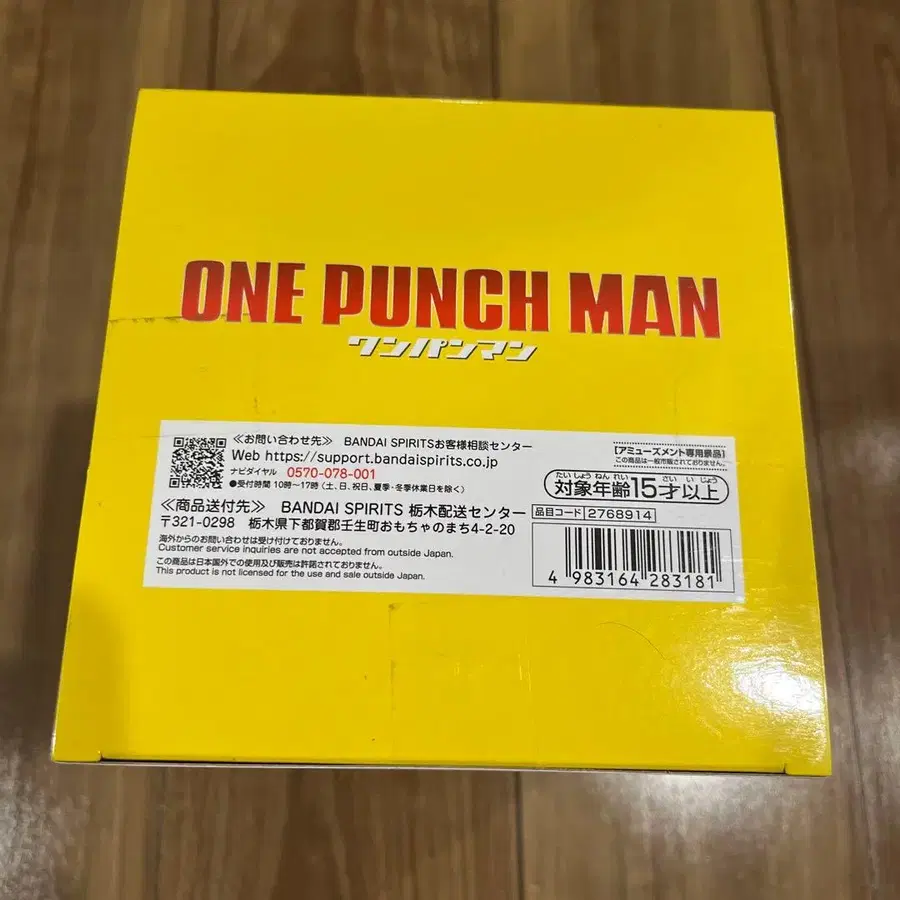 ONE PUNCH MAN
ワンパンマン
≪お問い合わせ先≫ BANDAI SPIRITSお客様相談センター
Web https://support.bandaispirits.co.jp
ナビダイヤル 0570-078-001
●受付時間 10時~17時 (土、日、祝日、夏季・冬季休業日を除く)
≪商品送付先≫ BANDAI SPIRITS 栃木配送センター
〒321-0298 栃木県下都賀郡壬生町おもちゃのまち4-2-20
海外からのお問い合わせは受け付けておりません。
Customer service inquiries are not accepted from outside Japan.
この商品は日本国外での使用及び販売は許諾しておりません。
This product is not licensed for the use and sale outside Japan.
【アミューズメント専用景品】
この商品は一般市販されておりません。
たいしょうねんれい さいいじょう
対象年齢15才以上
品目コード 2768914
4 983164 283181